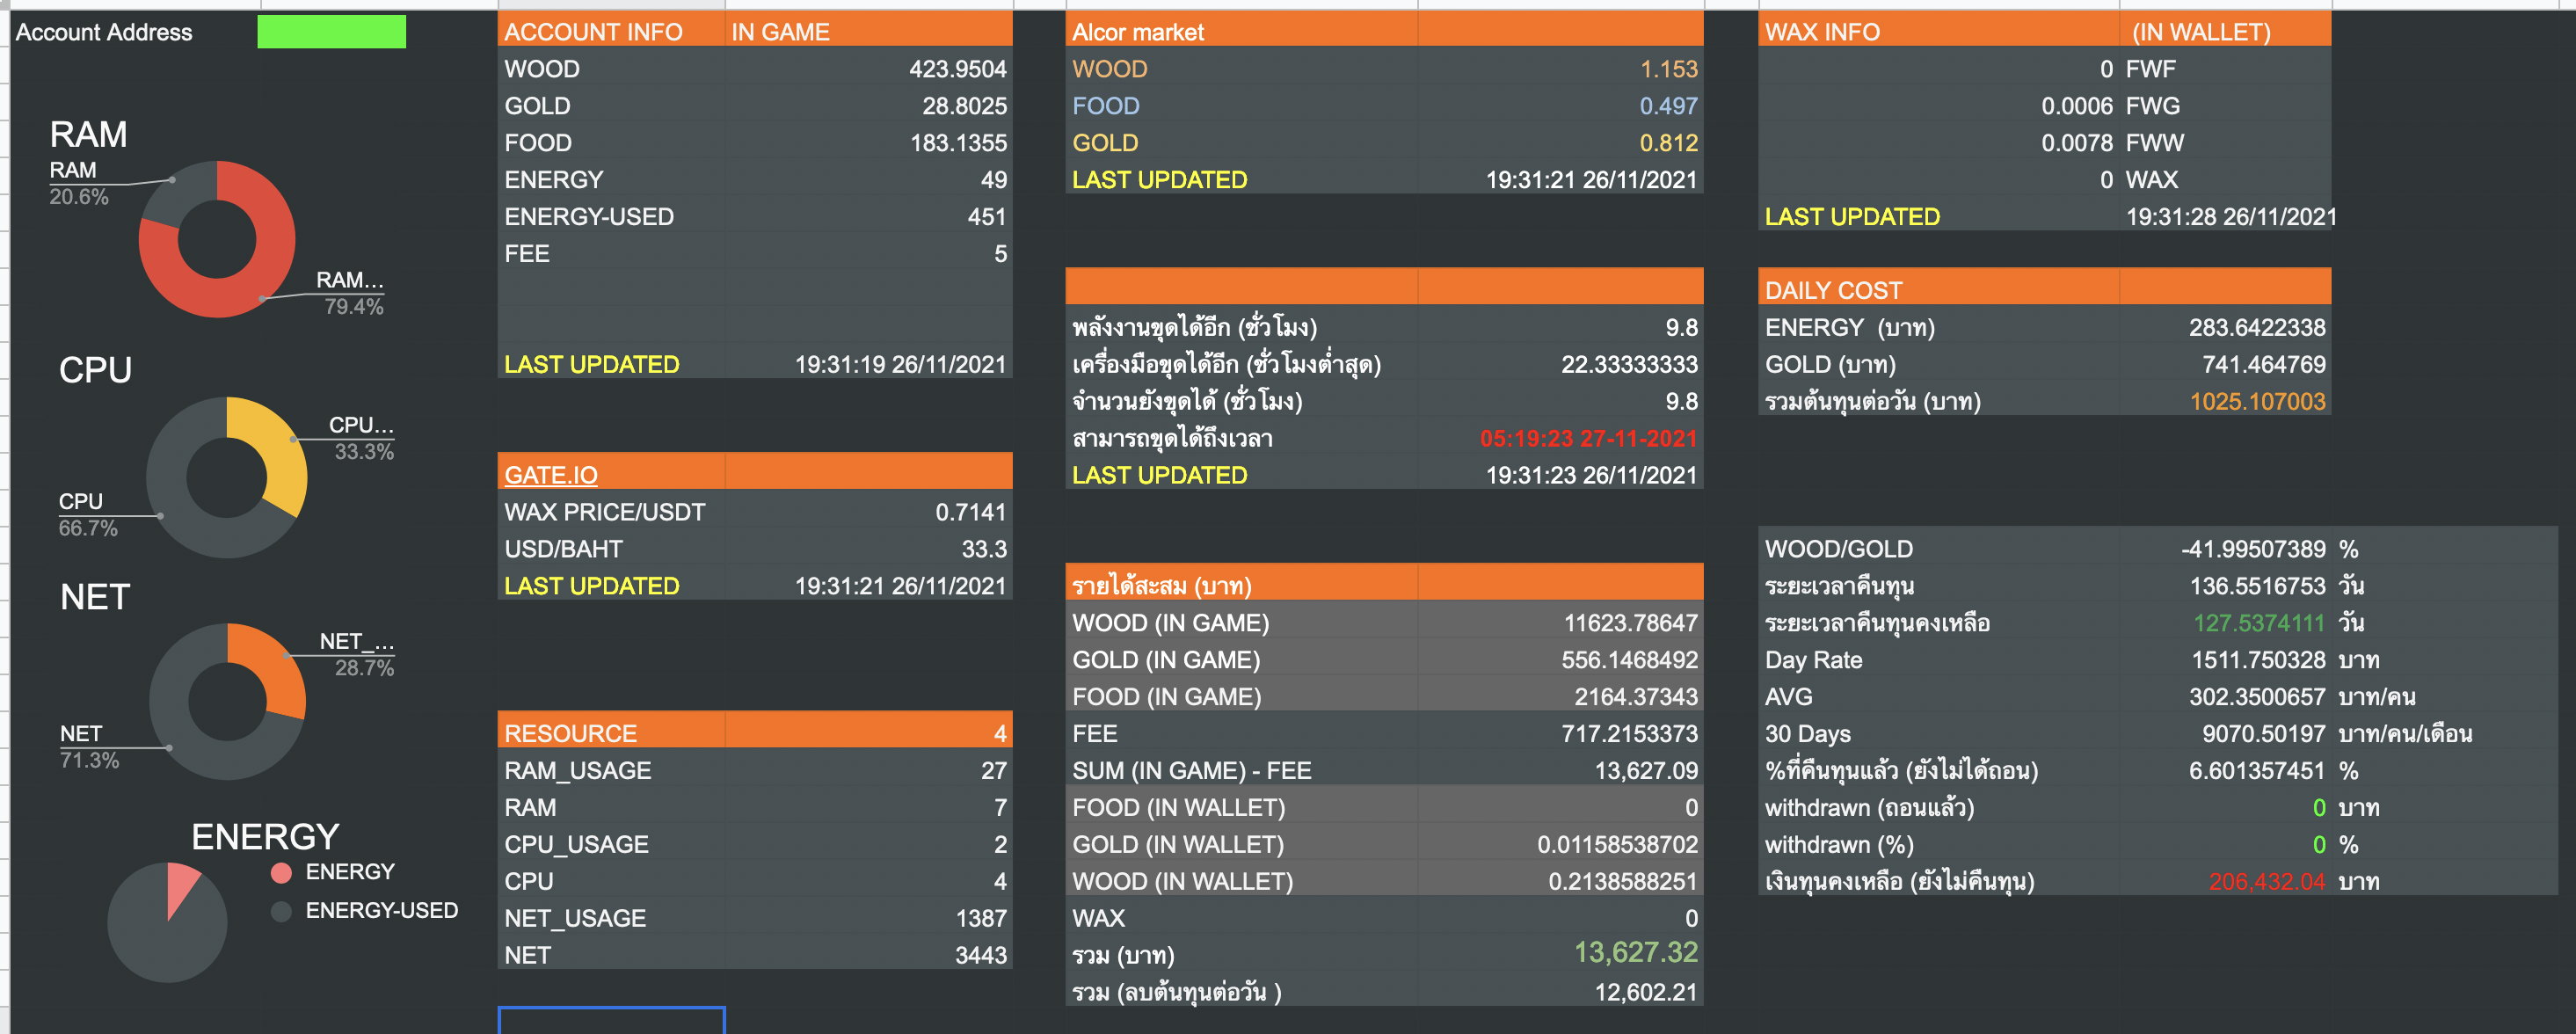 Account Address
RAM
RAM
20.6%
RAM...
79.4%
CPU
CPU...
33.3%
CPU
66.7%
NET
NET_...
28.7%
NET
71.3%
ENERGY
ENERGY
ENERGY-USED
ACCOUNT INFO IN GAME
WOOD 423.9504
GOLD 28.8025
FOOD 183.1355
ENERGY 49
ENERGY-USED 451
FEE 5
LAST UPDATED 19:31:19 26/11/2021
GATE.IO
WAX PRICE/USDT 0.7141
USD/BAHT 33.3
LAST UPDATED 19:31:21 26/11/2021
RESOURCE 4
RAM_USAGE 27
RAM 7
CPU_USAGE 2
CPU 4
NET_USAGE 1387
NET 3443
Alcor market
WOOD 1.153
FOOD 0.497
GOLD 0.812
LAST UPDATED 19:31:21 26/11/2021
พลังงานขุดได้อีก (ชั่วโมง) 9.8
เครื่องมือขุดได้อีก (ชั่วโมงต่ำสุด) 22.33333333
จำนวนยังขุดได้ (ชั่วโมง) 9.8
สามารถขุดได้ถึงเวลา 05:19:23 27-11-2021
LAST UPDATED 19:31:23 26/11/2021
รายได้สะสม (บาท)
WOOD (IN GAME) 11623.78647
GOLD (IN GAME) 556.1468492
FOOD (IN GAME) 2164.37343
FEE 717.2153373
SUM (IN GAME) - FEE 13,627.09
FOOD (IN WALLET) 0
GOLD (IN WALLET) 0.01158538702
WOOD (IN WALLET) 0.2138588251
WAX 0
รวม (บาท) 13,627.32
รวม (ลบต้นทุนต่อวัน ) 12,602.21
WAX INFO (IN WALLET)
0 FWF
0.0006 FWG
0.0078 FWW
0 WAX
LAST UPDATED 19:31:28 26/11/2021
DAILY COST
ENERGY (บาท) 283.6422338
GOLD (บาท) 741.464769
รวมต้นทุนต่อวัน (บาท) 1025.107003
WOOD/GOLD -41.99507389 %
ระยะเวลาคืนทุน 136.5516753 วัน
ระยะเวลาคืนทุนคงเหลือ 127.5374111 วัน
Day Rate 1511.750328 บาท
AVG 302.3500657 บาท/คน
30 Days 9070.50197 บาท/คน/เดือน
%ที่คืนทุนแล้ว (ยังไม่ได้ถอน) 6.601357451 %
withdrawn (ถอนแล้ว) 0 บาท
withdrawn (%) 0 %
เงินทุนคงเหลือ (ยังไม่คืนทุน) 206,432.04 บาท